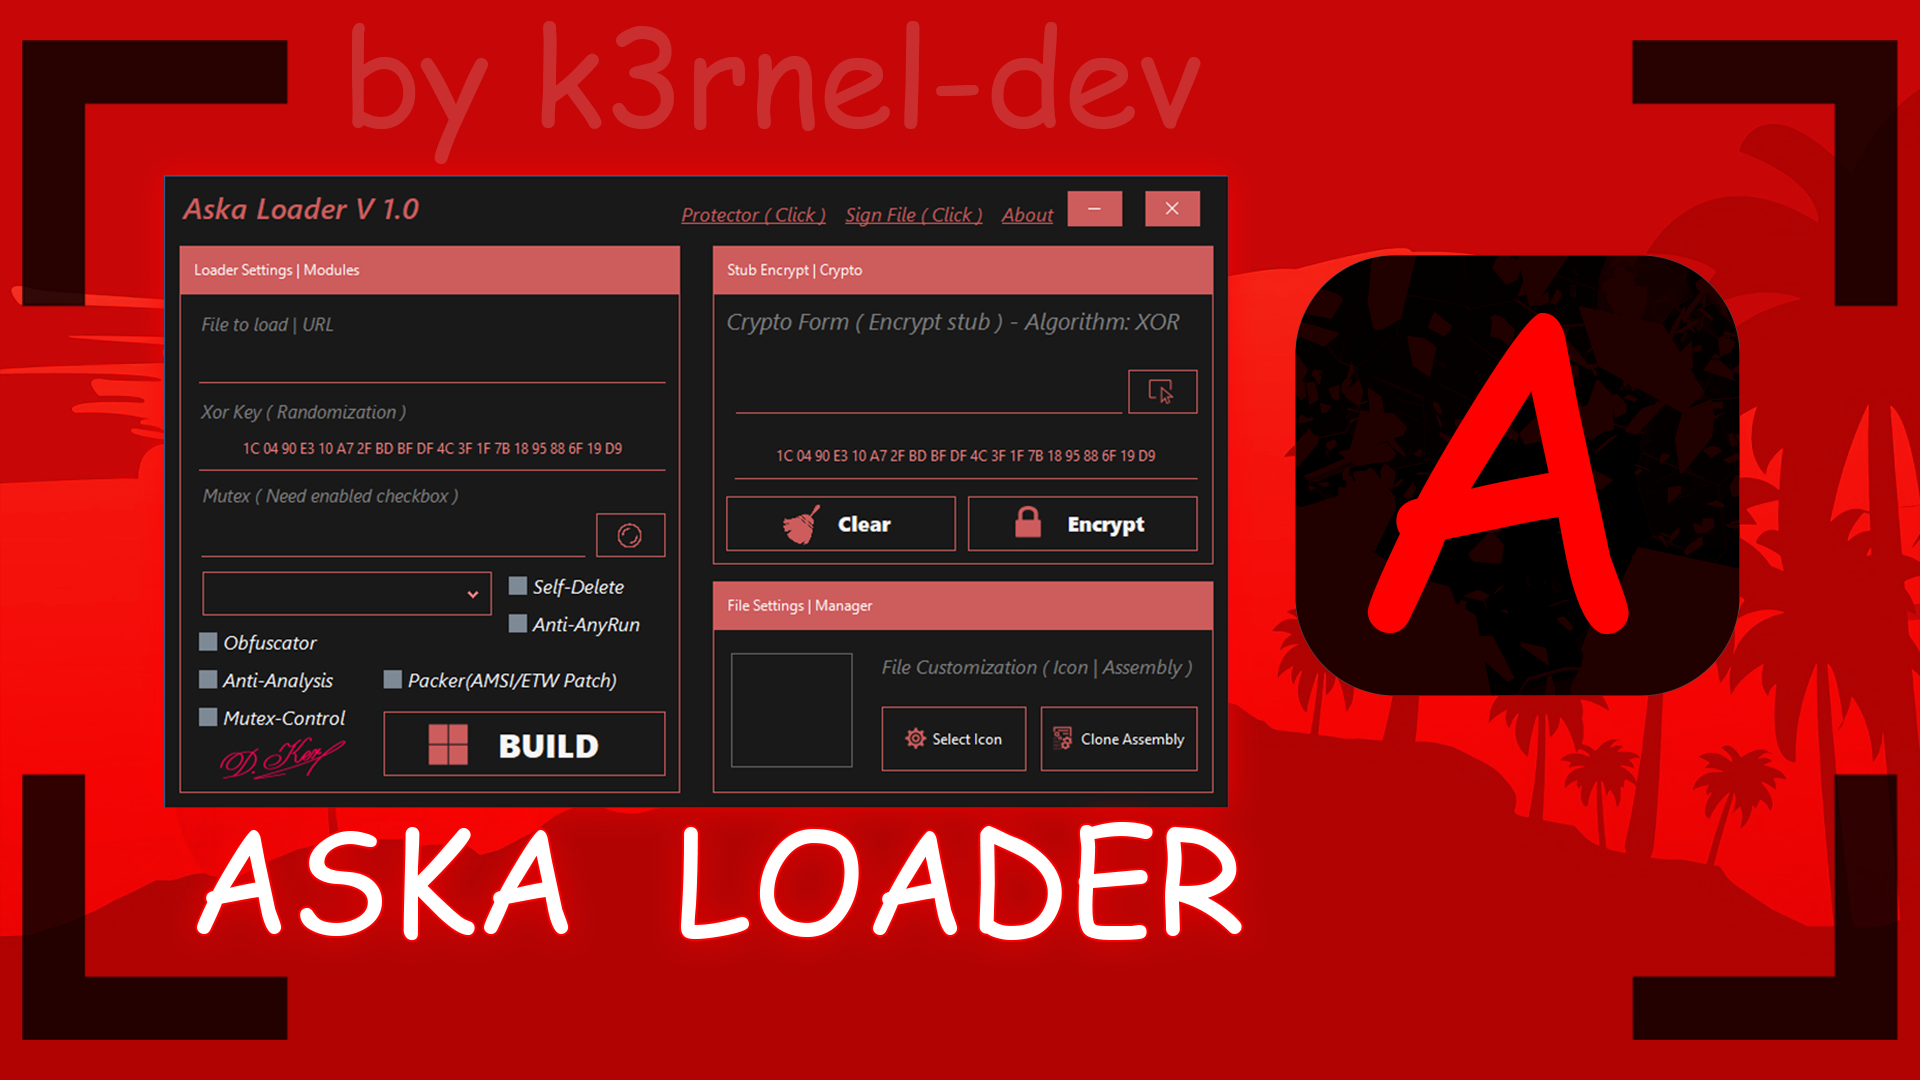 by k3rnel-dev
Aska Loader V 1.0
Protector ( Click )
Sign File ( Click )
About
Loader Settings | Modules
File to load | URL
Xor Key ( Randomization )
1C 04 90 E3 10 A7 2F BD BF DF 4C 3F 1F 7B 18 95 88 6F 19 D9
Mutex ( Need enabled checkbox )
Self-Delete
Anti-AnyRun
Obfuscator
Anti-Analysis
Packer(AMSI/ETW Patch)
Mutex-Control
BUILD
Stub Encrypt | Crypto
Crypto Form ( Encrypt stub ) - Algorithm: XOR
1C 04 90 E3 10 A7 2F BD BF DF 4C 3F 1F 7B 18 95 88 6F 19 D9
Clear
Encrypt
File Settings | Manager
File Customization ( Icon | Assembly )
Select Icon
Clone Assembly
A
ASKA LOADER